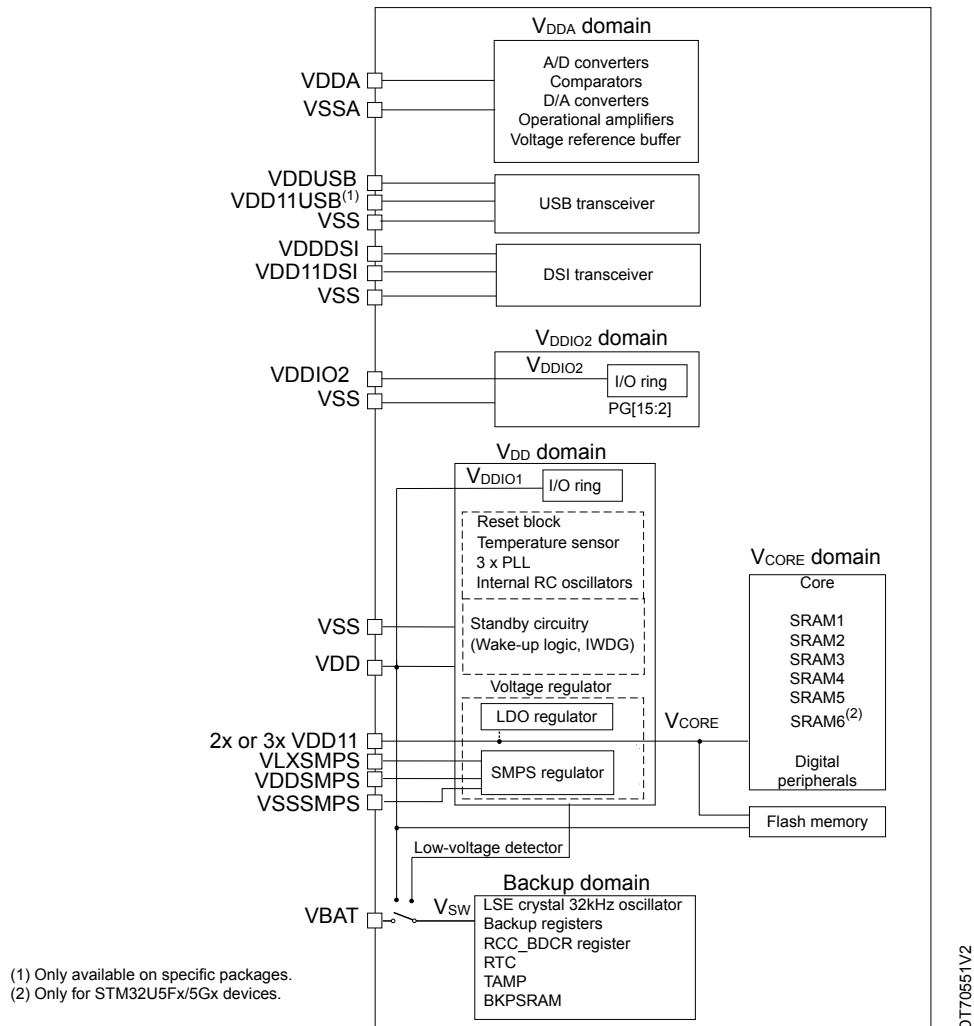 VDDA domain
A/D converters
Comparators
D/A converters
Operational amplifiers
Voltage reference buffer
VDDA
VSSA
VDDUSB
VDD11USB(1)
VSS
USB transceiver
VDDDSI
VDD11DSI
VSS
DSI transceiver
VDDIO2 domain
VDDIO2
VSS
VDDIO2
I/O ring
PG[15:2]
VDD domain
VDDIO1
I/O ring
Reset block
Temperature sensor
3 x PLL
Internal RC oscillators
VSS
VDD
Standby circuitry
(Wake-up logic, IWDG)
Voltage regulator
LDO regulator
2x or 3x VDD11
VLXSMPS
VDDSMPS
VSSSMPS
SMPS regulator
VCORE
VCORE domain
Core
SRAM1
SRAM2
SRAM3
SRAM4
SRAM5
SRAM6(2)
Digital
peripherals
Flash memory
Low-voltage detector
Backup domain
VBAT
VSW
LSE crystal 32kHz oscillator
Backup registers
RCC_BDCR register
RTC
TAMP
BKPSRAM
(1) Only available on specific packages.
(2) Only for STM32U5Fx/5Gx devices.
DT70551V2